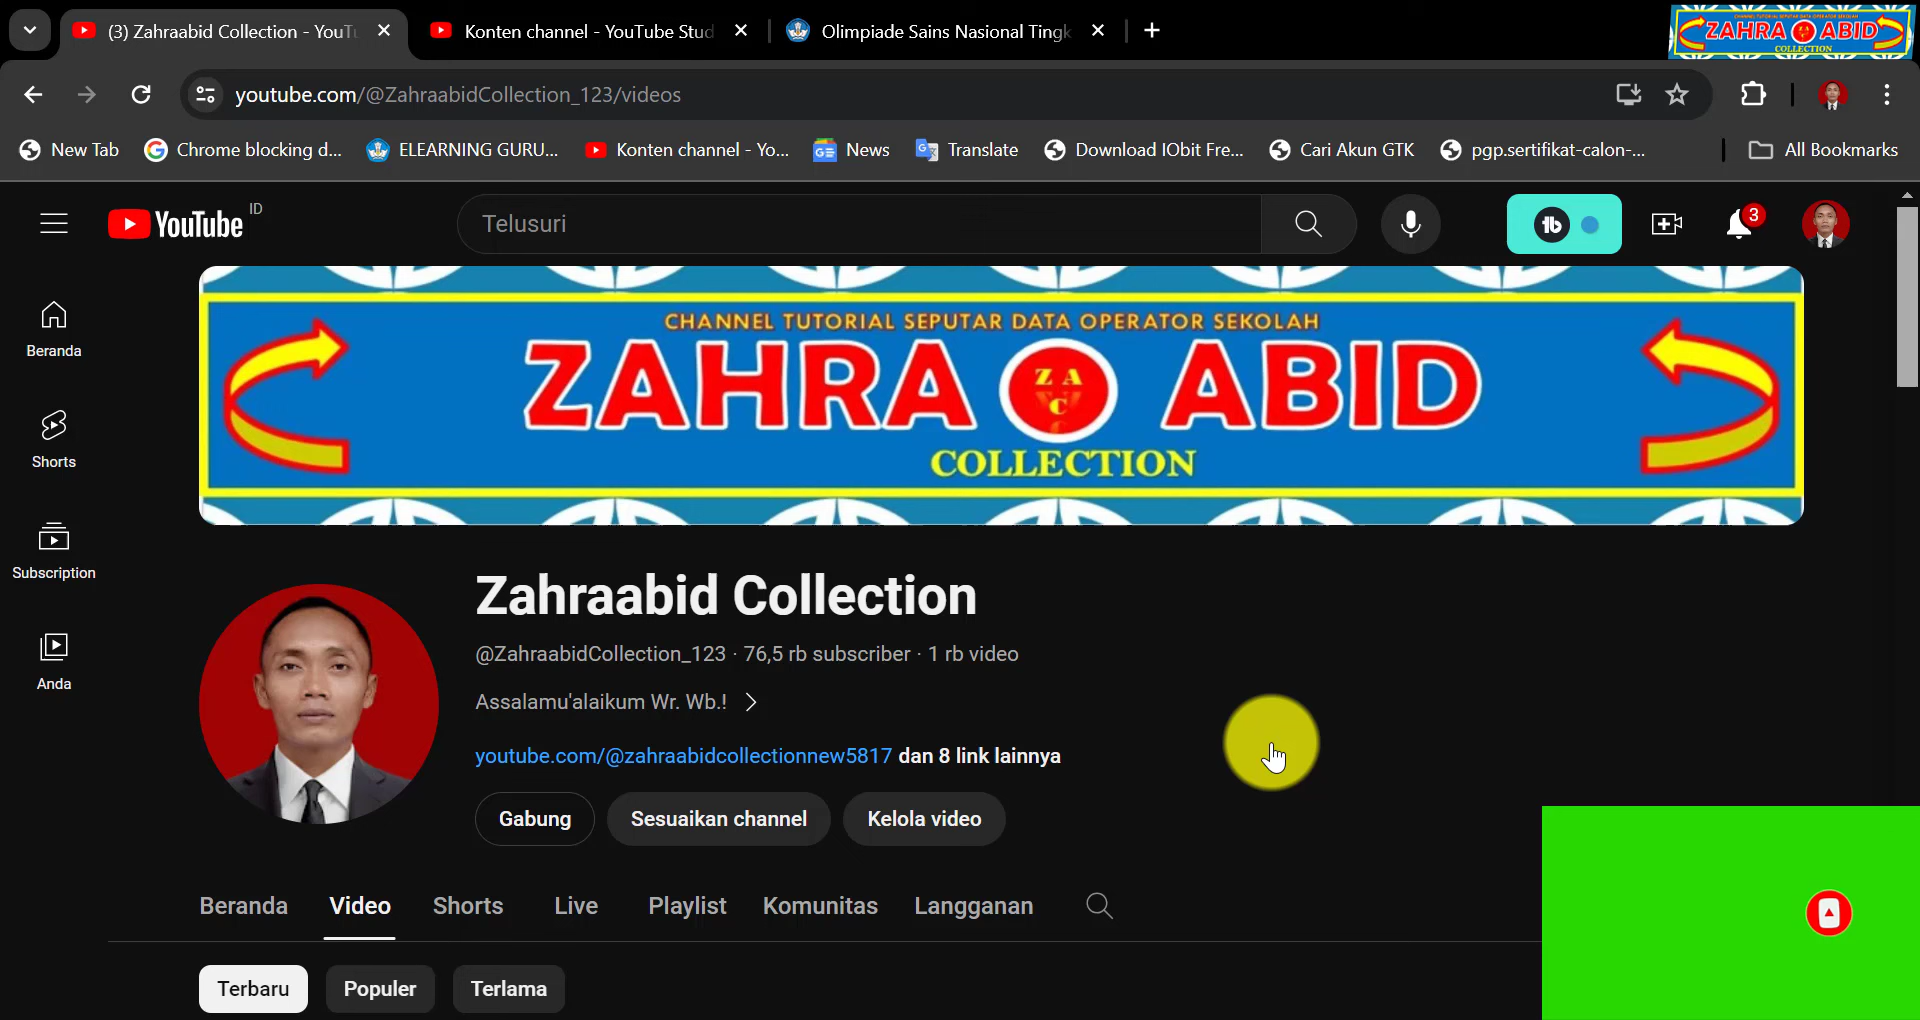 (3) Zahraabid Collection - YouTu
Konten channel - YouTube Stud
Olimpiade Sains Nasional Tingk
ZAHRA ABID
COLLECTION
youtube.com/@ZahraabidCollection_123/videos
New Tab
Chrome blocking d...
ELEARNING GURU...
Konten channel - Yo...
News
Translate
Download IObit Fre...
Cari Akun GTK
pgp.sertifikat-calon-...
All Bookmarks
YouTube ID
Telusuri
3
Beranda
Shorts
Subscription
Anda
CHANNEL TUTORIAL SEPUTAR DATA OPERATOR SEKOLAH
ZAHRA ZAC ABID
COLLECTION
Zahraabid Collection
@ZahraabidCollection_123 · 76,5 rb subscriber · 1 rb video
Assalamu'alaikum Wr. Wb.!
youtube.com/@zahraabidcollectionnew5817 dan 8 link lainnya
Gabung Sesuaikan channel Kelola video
Beranda Video Shorts Live Playlist Komunitas Langganan
Terbaru Populer Terlama